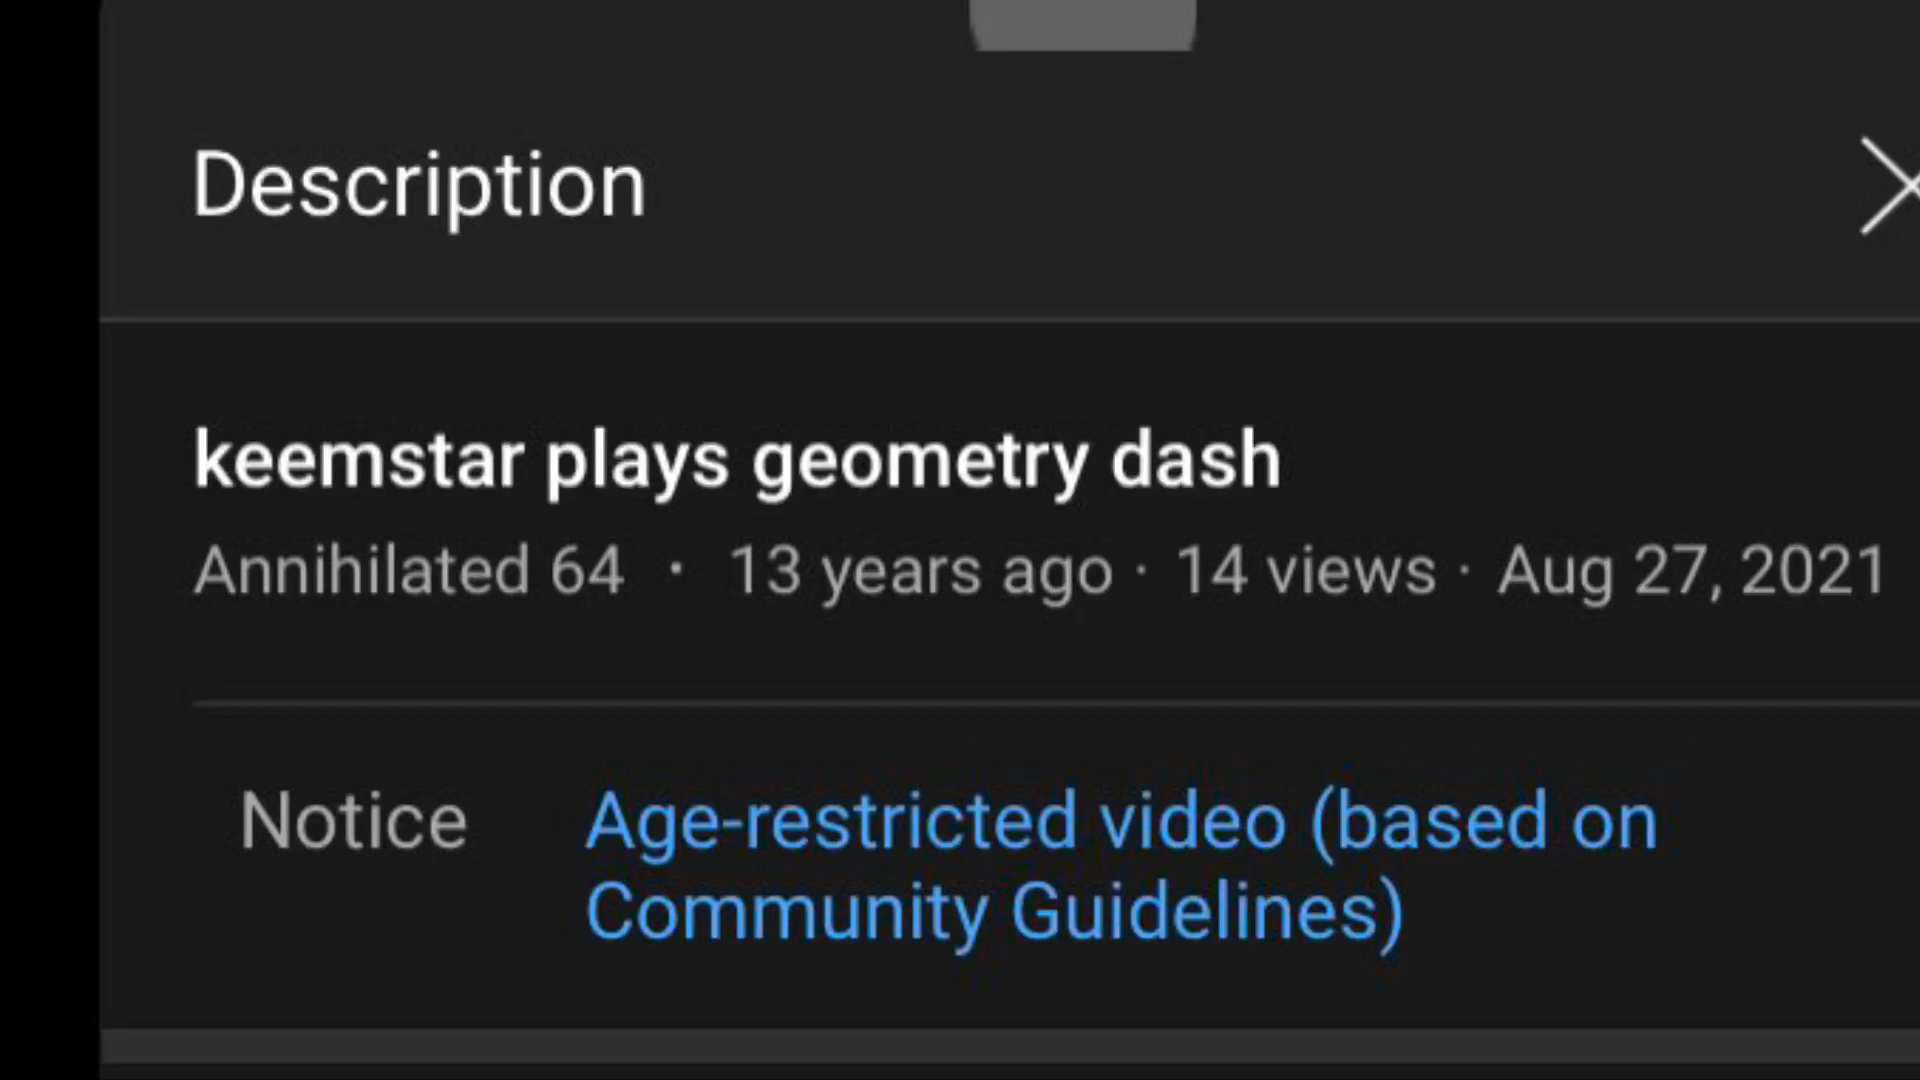 Description
keemstar plays geometry dash
Annihilated 64 · 13 years ago · 14 views · Aug 27, 2021
Notice Age-restricted video (based on
Community Guidelines)